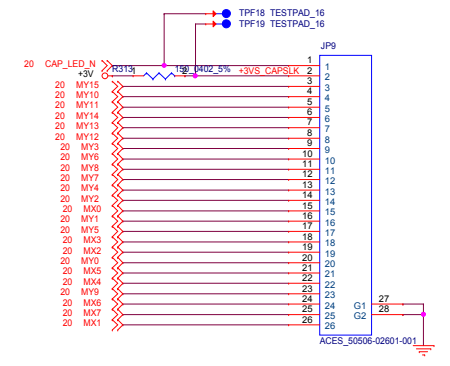 TPF18 TESTPAD_16
TPF19 TESTPAD_16
JP9
20 CAP_LED_N 1 1
+3V R313 1 2 150_0402_5% +3VS_CAPSLK 2 2
20 MY15 3 3
20 MY10 4 4
20 MY11 5 5
20 MY14 6 6
20 MY13 7 7
20 MY12 8 8
20 MY3 9 9
20 MY6 10 10
20 MY8 11 11
20 MY7 12 12
20 MY4 13 13
20 MY2 14 14
20 MX0 15 15
20 MY1 16 16
20 MY5 17 17
20 MX3 18 18
20 MX2 19 19
20 MY0 20 20
20 MX5 21 21
20 MX4 22 22
20 MY9 23 23
20 MX6 24 24 G1 27
20 MX7 25 25 G2 28
20 MX1 26 26
ACES_50506-02601-001